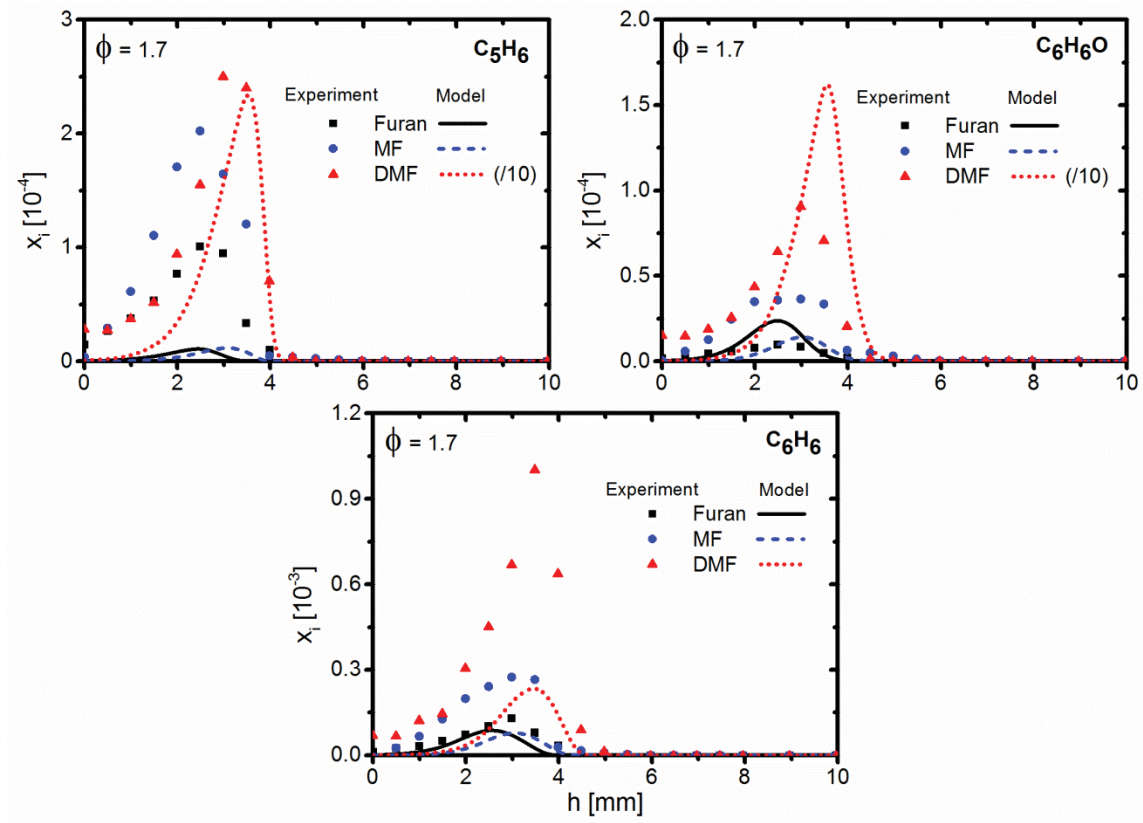 ϕ = 1.7
C₅H₆
Experiment Model
Furan
MF
DMF (/10)
xᵢ [10⁻⁴]
3
2
1
0
0 2 4 6 8 10
ϕ = 1.7
C₆H₆O
Experiment Model
Furan
MF
DMF (/10)
xᵢ [10⁻⁴]
2.0
1.5
1.0
0.5
0.0
0 2 4 6 8 10
ϕ = 1.7
C₆H₆
Experiment Model
Furan
MF
DMF
xᵢ [10⁻³]
1.2
0.9
0.6
0.3
0.0
0 2 4 6 8 10
h [mm]